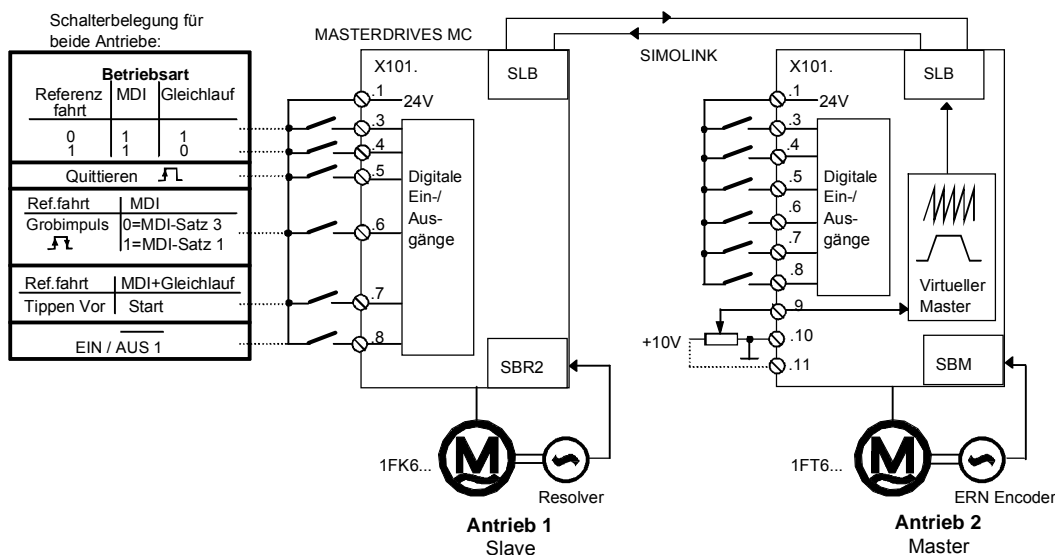 Schalterbelegung für
beide Antriebe:
Betriebsart
Referenz fahrt | MDI | Gleichlauf
0 1 1
1 1 0
Quittieren
Ref.fahrt | MDI
Grobimpuls | 0=MDI-Satz 3
1=MDI-Satz 1
Ref.fahrt | MDI+Gleichlauf
Tippen Vor | Start
EIN / AUS 1
MASTERDRIVES MC
X101.
SLB
.1
24V
.3
.4
.5
.6
.7
.8
Digitale
Ein-/
Aus-
gänge
SBR2
M
1FK6...
Resolver
Antrieb 1
Slave
SIMOLINK
X101.
SLB
.1
24V
.3
.4
.5
.6
.7
.8
.9
.10
.11
+10V
Digitale
Ein-/
Aus-
gänge
Virtueller
Master
SBM
M
1FT6...
ERN Encoder
Antrieb 2
Master